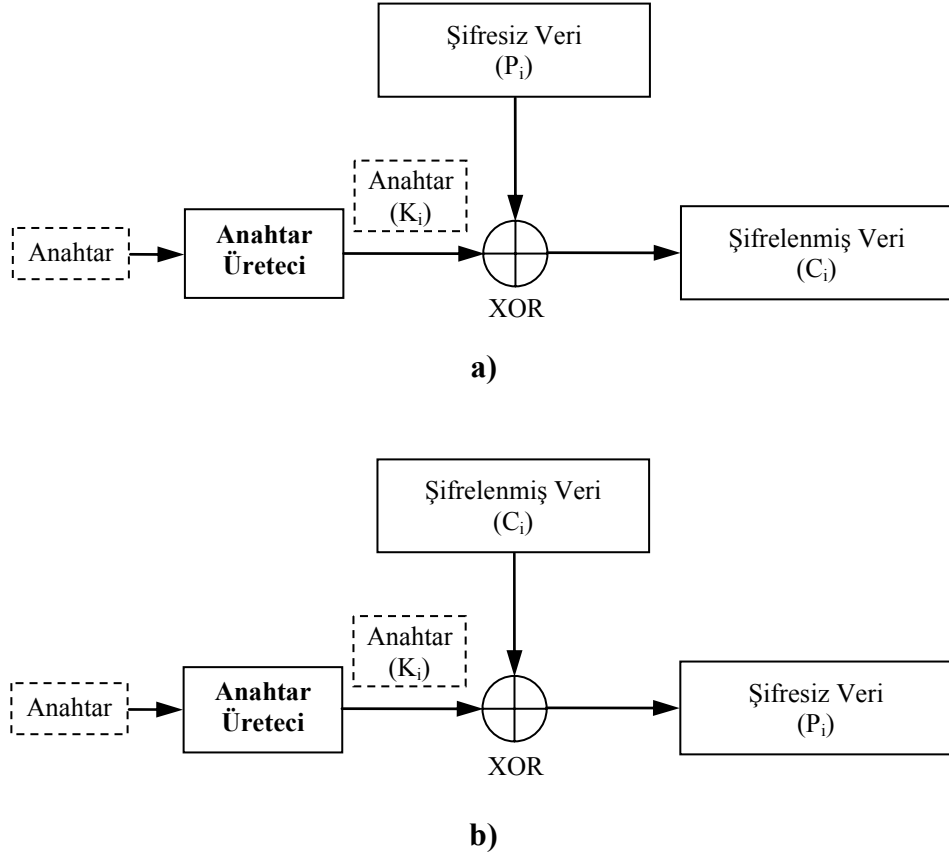 Şifresiz Veri
(Pi)
Anahtar
(Ki)
Anahtar
Anahtar
Üreteci
Şifrelenmiş Veri
(Ci)
XOR
a)
Şifrelenmiş Veri
(Ci)
Anahtar
(Ki)
Anahtar
Anahtar
Üreteci
Şifresiz Veri
(Pi)
XOR
b)